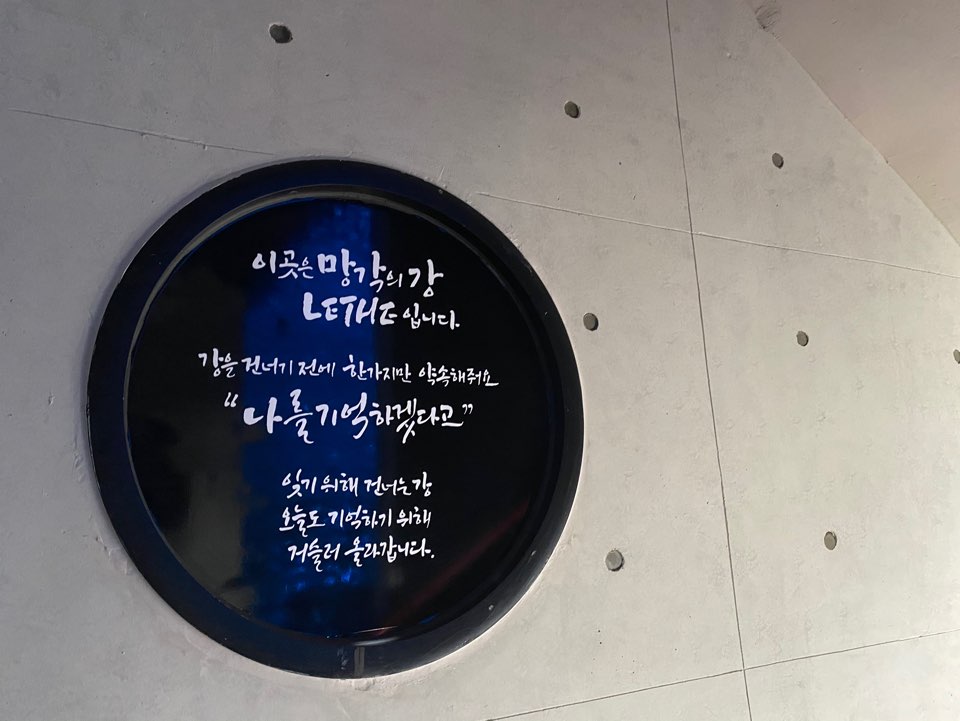 이곳은 망각의 강
LETHE 입니다.
강을 건너기 전에 한가지만 약속해줘요
“나를 기억하겠다고”
잊기 위해 건너는 강
오늘도 기억하기 위해
거슬러 올라갑니다.